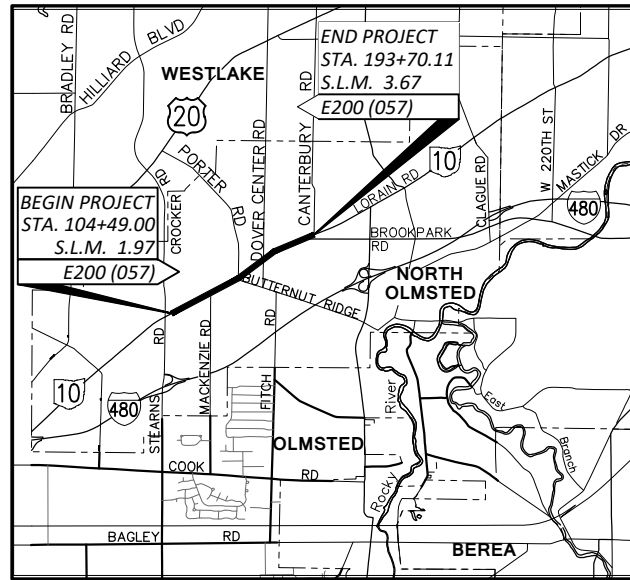 BRADLEY RD
HILLIARD BLVD
WESTLAKE
20
END PROJECT
STA. 193+70.11
S.L.M. 3.67
E200 (057)
CANTERBURY RD
DOVER CENTER RD
PORTER RD
CROCKER RD
LORAIN RD
10
CLAGUE RD
W 220TH ST
MASTICK DR
480
BEGIN PROJECT
STA. 104+49.00
S.L.M. 1.97
E200 (057)
BROOKPARK
RD
NORTH
OLMSTED
BUTTERNUT RIDGE
10
480
STEARNS RD
MACKENZIE RD
FITCH
OLMSTED
COOK RD
Rocky River
East Branch
BAGLEY RD
BEREA